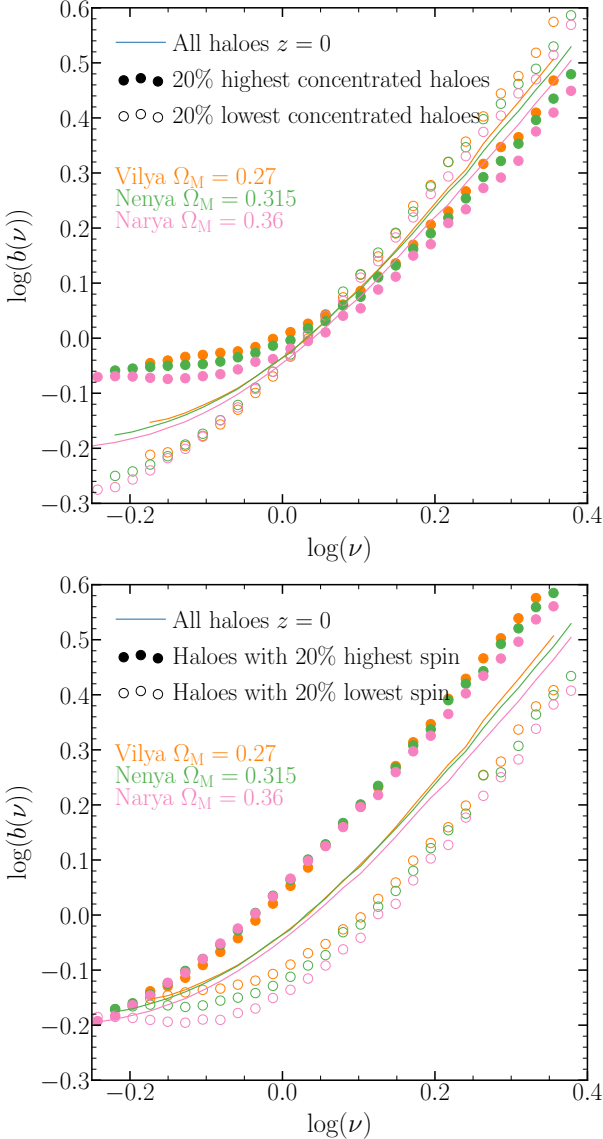 0.6
0.5
0.4
0.3
0.2
0.1
0.0
−0.1
−0.2
−0.3
log(b(ν))
All haloes z = 0
20% highest concentrated haloes
20% lowest concentrated haloes
Vilya Ω_M = 0.27
Nenya Ω_M = 0.315
Narya Ω_M = 0.36
−0.2 0.0 0.2 0.4
log(ν)
0.6
0.5
0.4
0.3
0.2
0.1
0.0
−0.1
−0.2
−0.3
log(b(ν))
All haloes z = 0
Haloes with 20% highest spin
Haloes with 20% lowest spin
Vilya Ω_M = 0.27
Nenya Ω_M = 0.315
Narya Ω_M = 0.36
−0.2 0.0 0.2 0.4
log(ν)